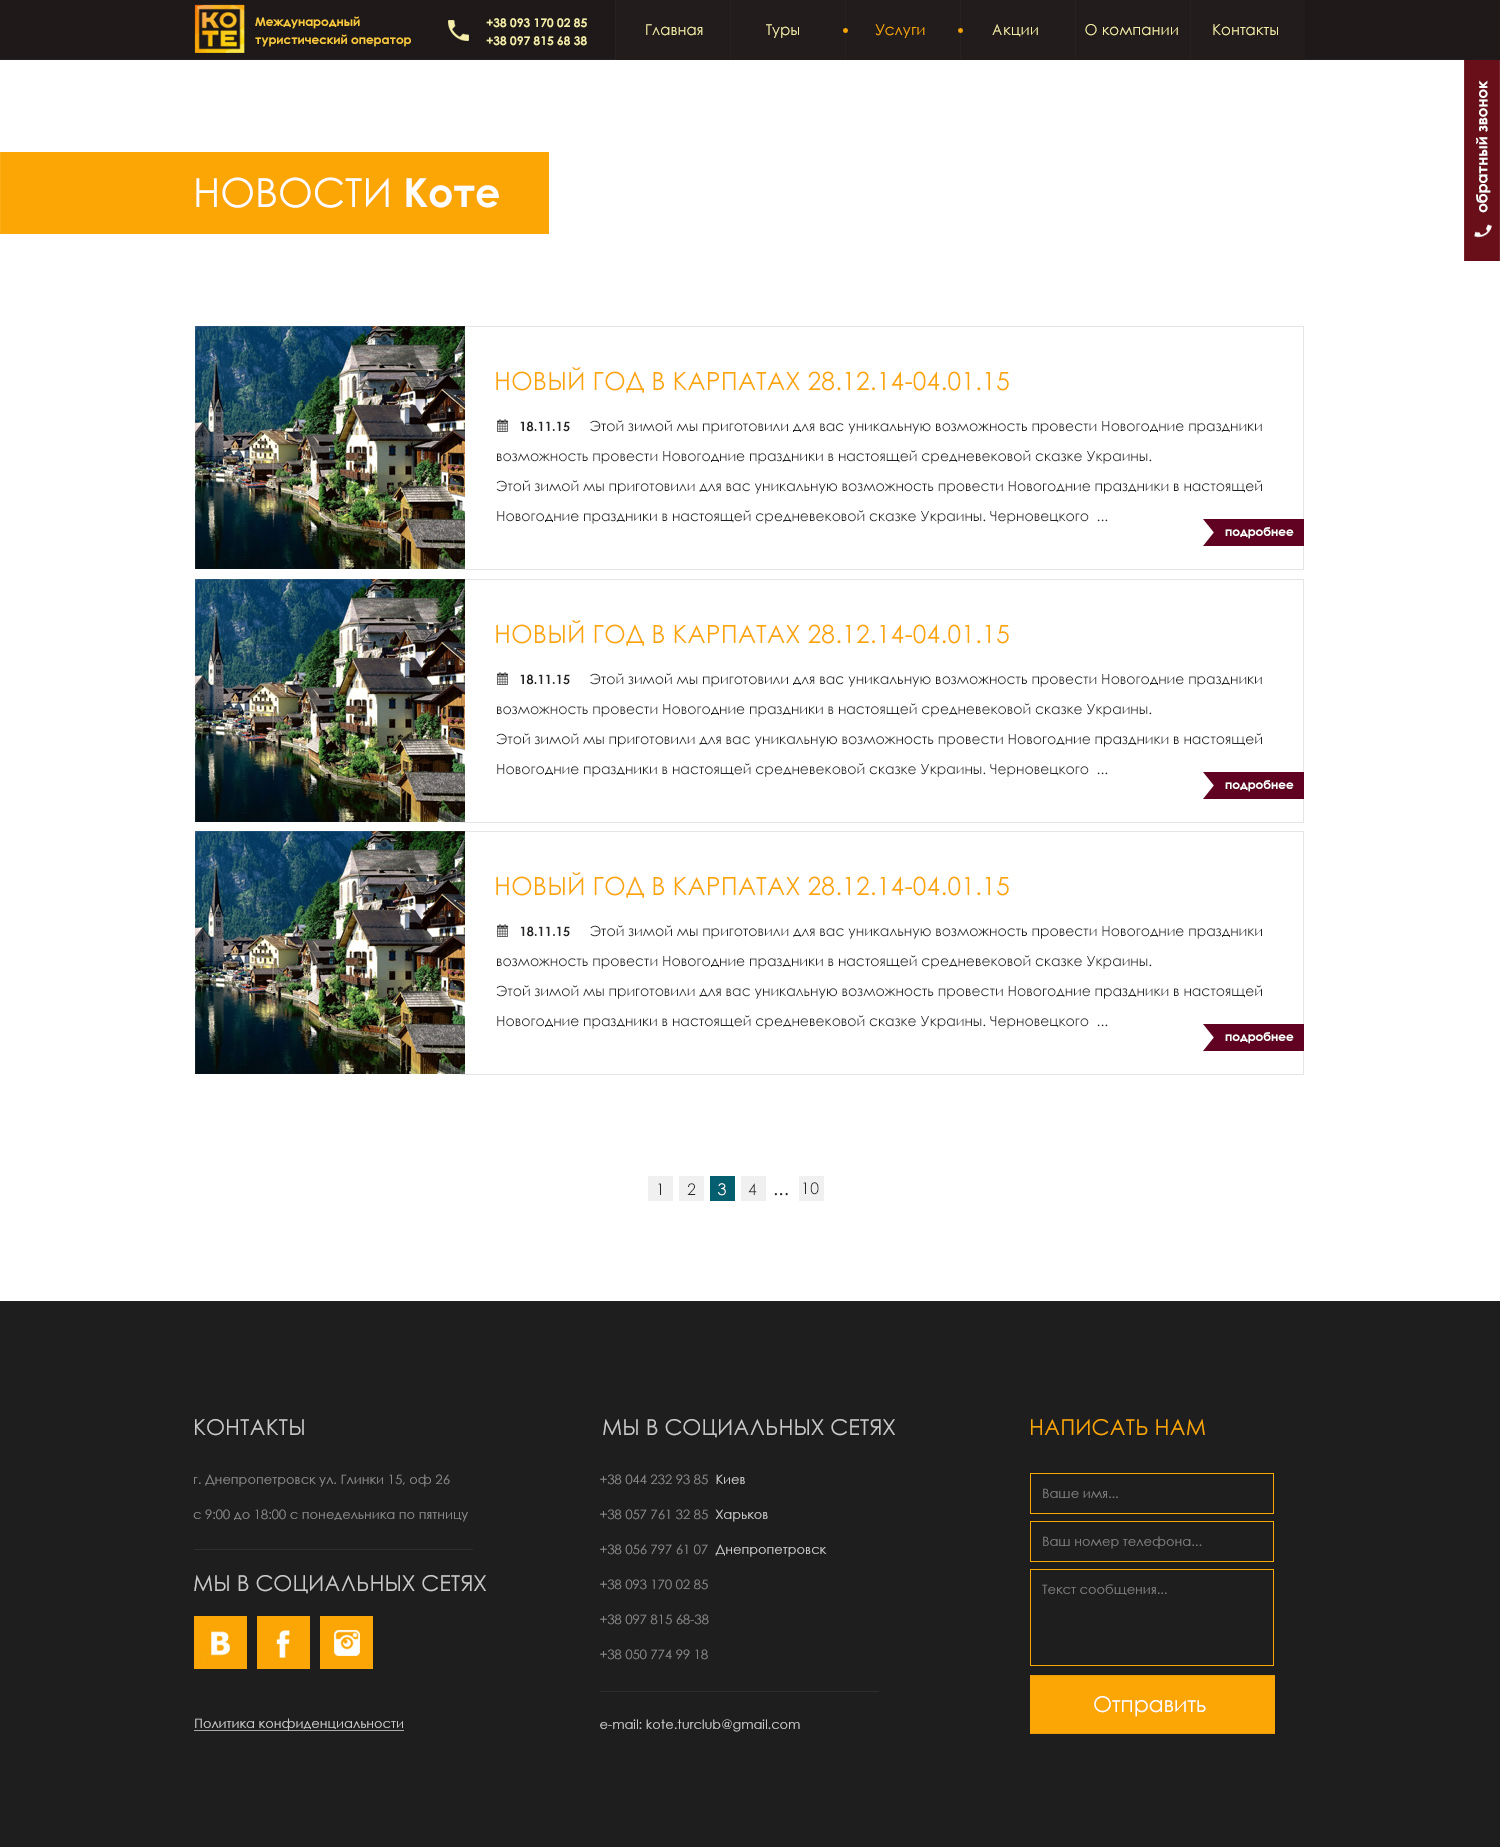 КОТЕ
Международный
туристический оператор
+38 093 170 02 85
+38 097 815 68 38
Главная
Туры
Услуги
Акции
О компании
Контакты
обратный звонок
НОВОСТИ Коте
НОВЫЙ ГОД В КАРПАТАХ 28.12.14-04.01.15
18.11.15 Этой зимой мы приготовили для вас уникальную возможность провести Новогодние праздники
возможность провести Новогодние праздники в настоящей средневековой сказке Украины.
Этой зимой мы приготовили для вас уникальную возможность провести Новогодние праздники в настоящей
Новогодние праздники в настоящей средневековой сказке Украины. Черновецкого ...
подробнее
НОВЫЙ ГОД В КАРПАТАХ 28.12.14-04.01.15
18.11.15 Этой зимой мы приготовили для вас уникальную возможность провести Новогодние праздники
возможность провести Новогодние праздники в настоящей средневековой сказке Украины.
Этой зимой мы приготовили для вас уникальную возможность провести Новогодние праздники в настоящей
Новогодние праздники в настоящей средневековой сказке Украины. Черновецкого ...
подробнее
НОВЫЙ ГОД В КАРПАТАХ 28.12.14-04.01.15
18.11.15 Этой зимой мы приготовили для вас уникальную возможность провести Новогодние праздники
возможность провести Новогодние праздники в настоящей средневековой сказке Украины.
Этой зимой мы приготовили для вас уникальную возможность провести Новогодние праздники в настоящей
Новогодние праздники в настоящей средневековой сказке Украины. Черновецкого ...
подробнее
1 2 3 4 ... 10
КОНТАКТЫ
г. Днепропетровск ул. Глинки 15, оф 26
с 9:00 до 18:00 с понедельника по пятницу
МЫ В СОЦИАЛЬНЫХ СЕТЯХ
В f
Политика конфиденциальности
МЫ В СОЦИАЛЬНЫХ СЕТЯХ
+38 044 232 93 85 Киев
+38 057 761 32 85 Харьков
+38 056 797 61 07 Днепропетровск
+38 093 170 02 85
+38 097 815 68-38
+38 050 774 99 18
e-mail: kote.turclub@gmail.com
НАПИСАТЬ НАМ
Ваше имя...
Ваш номер телефона...
Текст сообщения...
Отправить